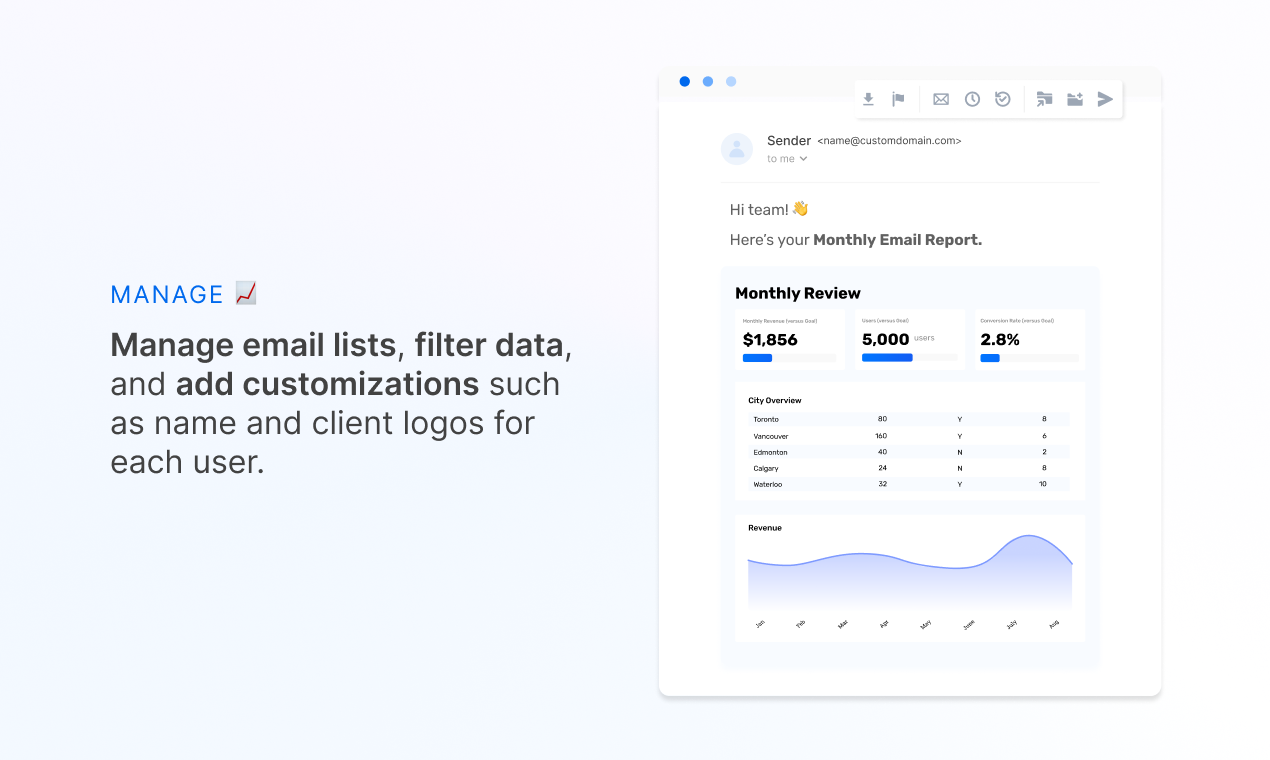 MANAGE 📈
Manage email lists, filter data,
and add customizations such
as name and client logos for
each user.
Sender <name@customdomain.com>
to me
Hi team! 👋
Here's your Monthly Email Report.
Monthly Review
Monthly Revenue (versus Goal) Users (versus Goal) Conversion Rate (versus Goal)
$1,856 5,000 users 2.8%
City Overview
Toronto 80 Y 8
Vancouver 160 Y 6
Edmonton 40 N 2
Calgary 24 N 8
Waterloo 32 Y 10
Revenue
Jan Feb Mar Apr May June July Aug